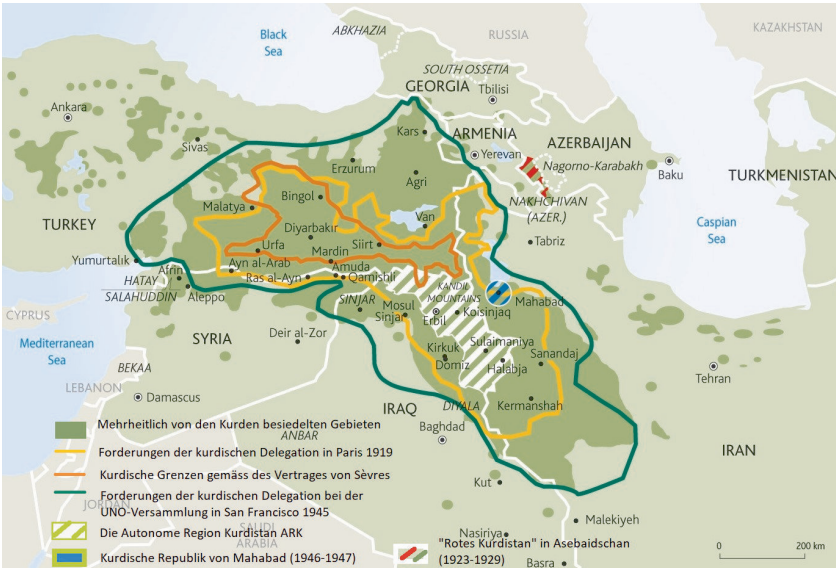 Black
Sea
ABKHAZIA
RUSSIA
KAZAKHSTAN
SOUTH OSSETIA
GEORGIA
Tbilisi
Ankara
Sivas
Kars
ARMENIA
AZERBAIJAN
Yerevan
Nagorno-Karabakh
Baku
TURKMENISTAN
Erzurum
Agri
NAKHCHIVAN
(AZER.)
Malatya
Bingol
Van
Caspian
Sea
TURKEY
Diyarbakir
Siirt
Tabriz
Urfa
Mardin
Yumurtalık
Ayn al-Arab
Amuda
Afrin
Ras al-Ayn
Qamishli
HATAY
SALAHUDDIN
Aleppo
KANDIL
MOUNTAINS
Mahabad
SINJAR
Mosul
Sinjar
Erbil
Koisinjaq
CYPRUS
SYRIA
Deir al-Zor
Kirkuk
Domiz
Sulaimaniya
Halabja
Sanandaj
Mediterranean
Sea
BEKAA
Tehran
LEBANON
Damascus
IRAQ
DIYALA
Kermanshah
Baghdad
ANBAR
IRAN
Kut
JORDAN
SAUDI
ARABIA
Malekiyeh
Nasiriya
Basra
Mehrheitlich von den Kurden besiedelten Gebieten
Forderungen der kurdischen Delegation in Paris 1919
Kurdische Grenzen gemäss des Vertrages von Sèvres
Forderungen der kurdischen Delegation bei der
UNO-Versammlung in San Francisco 1945
Die Autonome Region Kurdistan ARK
Kurdische Republik von Mahabad (1946-1947)
"Rotes Kurdistan" in Asebaidschan
(1923-1929)
0 200 km